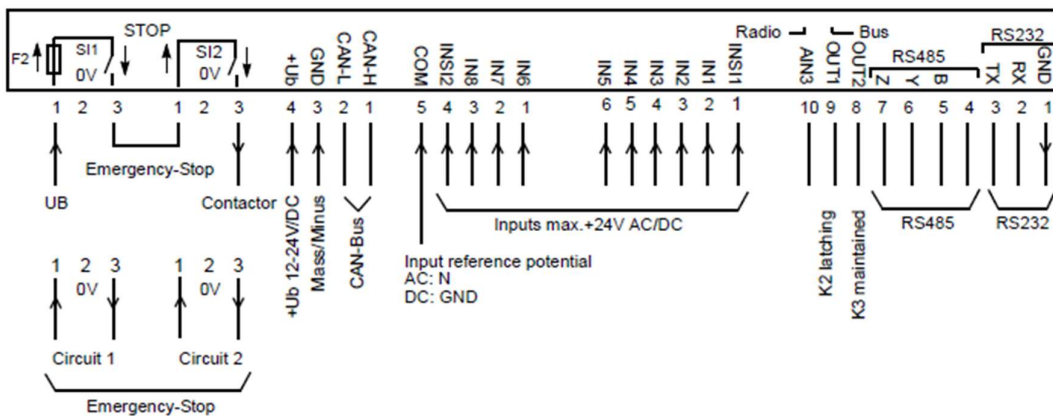 STOP
F2
SI1
0V
SI2
0V
+Ub
GND
CAN-L
CAN-H
COM
INSI2
IN8
IN7
IN6
IN5
IN4
IN3
IN2
IN1
INSI1
Radio
Bus
AIN3
OUT1
OUT2
RS485
Z
Y
B
RS232
TX
RX
GND
1 2 3 1 2 3 4 3 2 1 5 4 3 2 1 6 5 4 3 2 1 10 9 8 7 6 5 4 3 2 1
Emergency-Stop
UB
Contactor
+Ub 12-24V/DC
Mass/Minus
CAN-Bus
Inputs max.+24V AC/DC
Input reference potential
AC: N
DC: GND
K2 latching
K3 maintained
RS485
RS232
1 2 3 1 2 3
0V 0V
Circuit 1 Circuit 2
Emergency-Stop